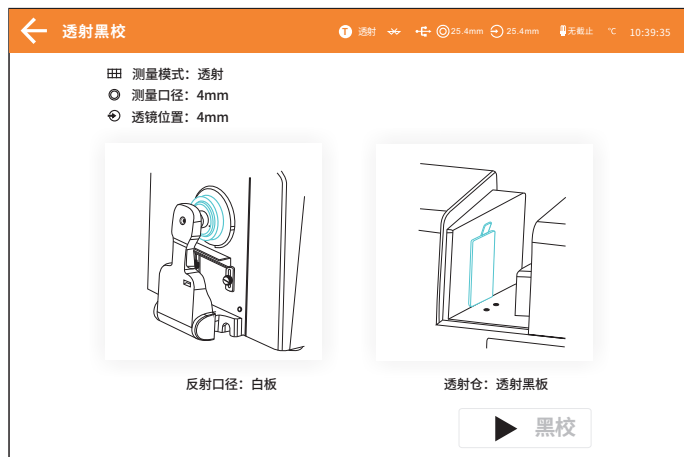 透射黑校
T 透射 25.4mm 25.4mm 无截止 ℃ 10:39:35
测量模式：透射
测量口径：4mm
透镜位置：4mm
反射口径：白板
透射仓：透射黑板
黑校